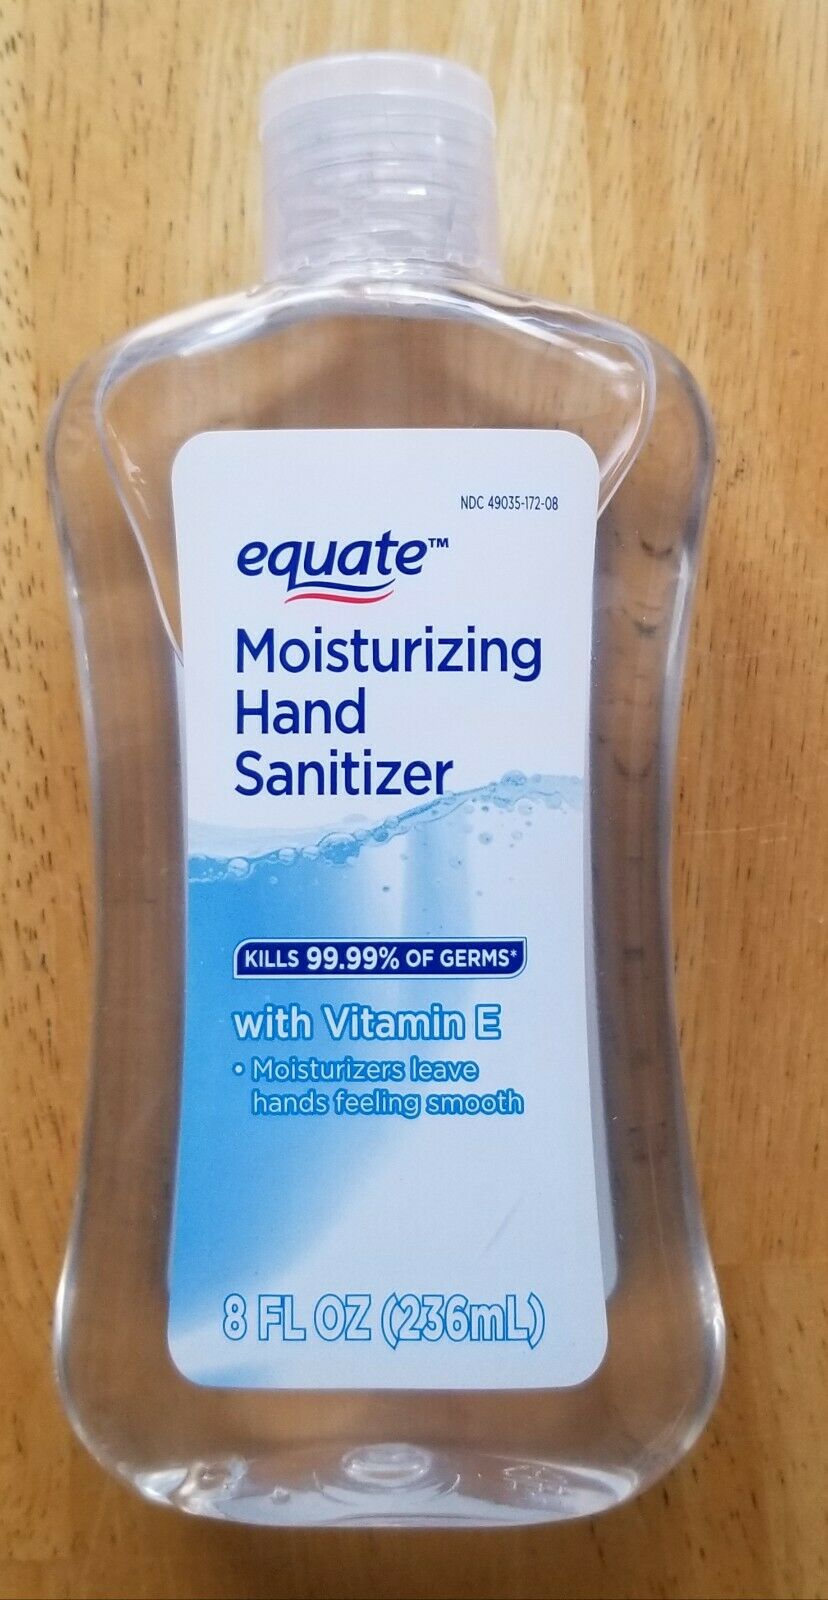 NDC 49035-172-08
equate™
Moisturizing
Hand
Sanitizer
KILLS 99.99% OF GERMS*
with Vitamin E
• Moisturizers leave
hands feeling smooth
8 FL OZ (236mL)